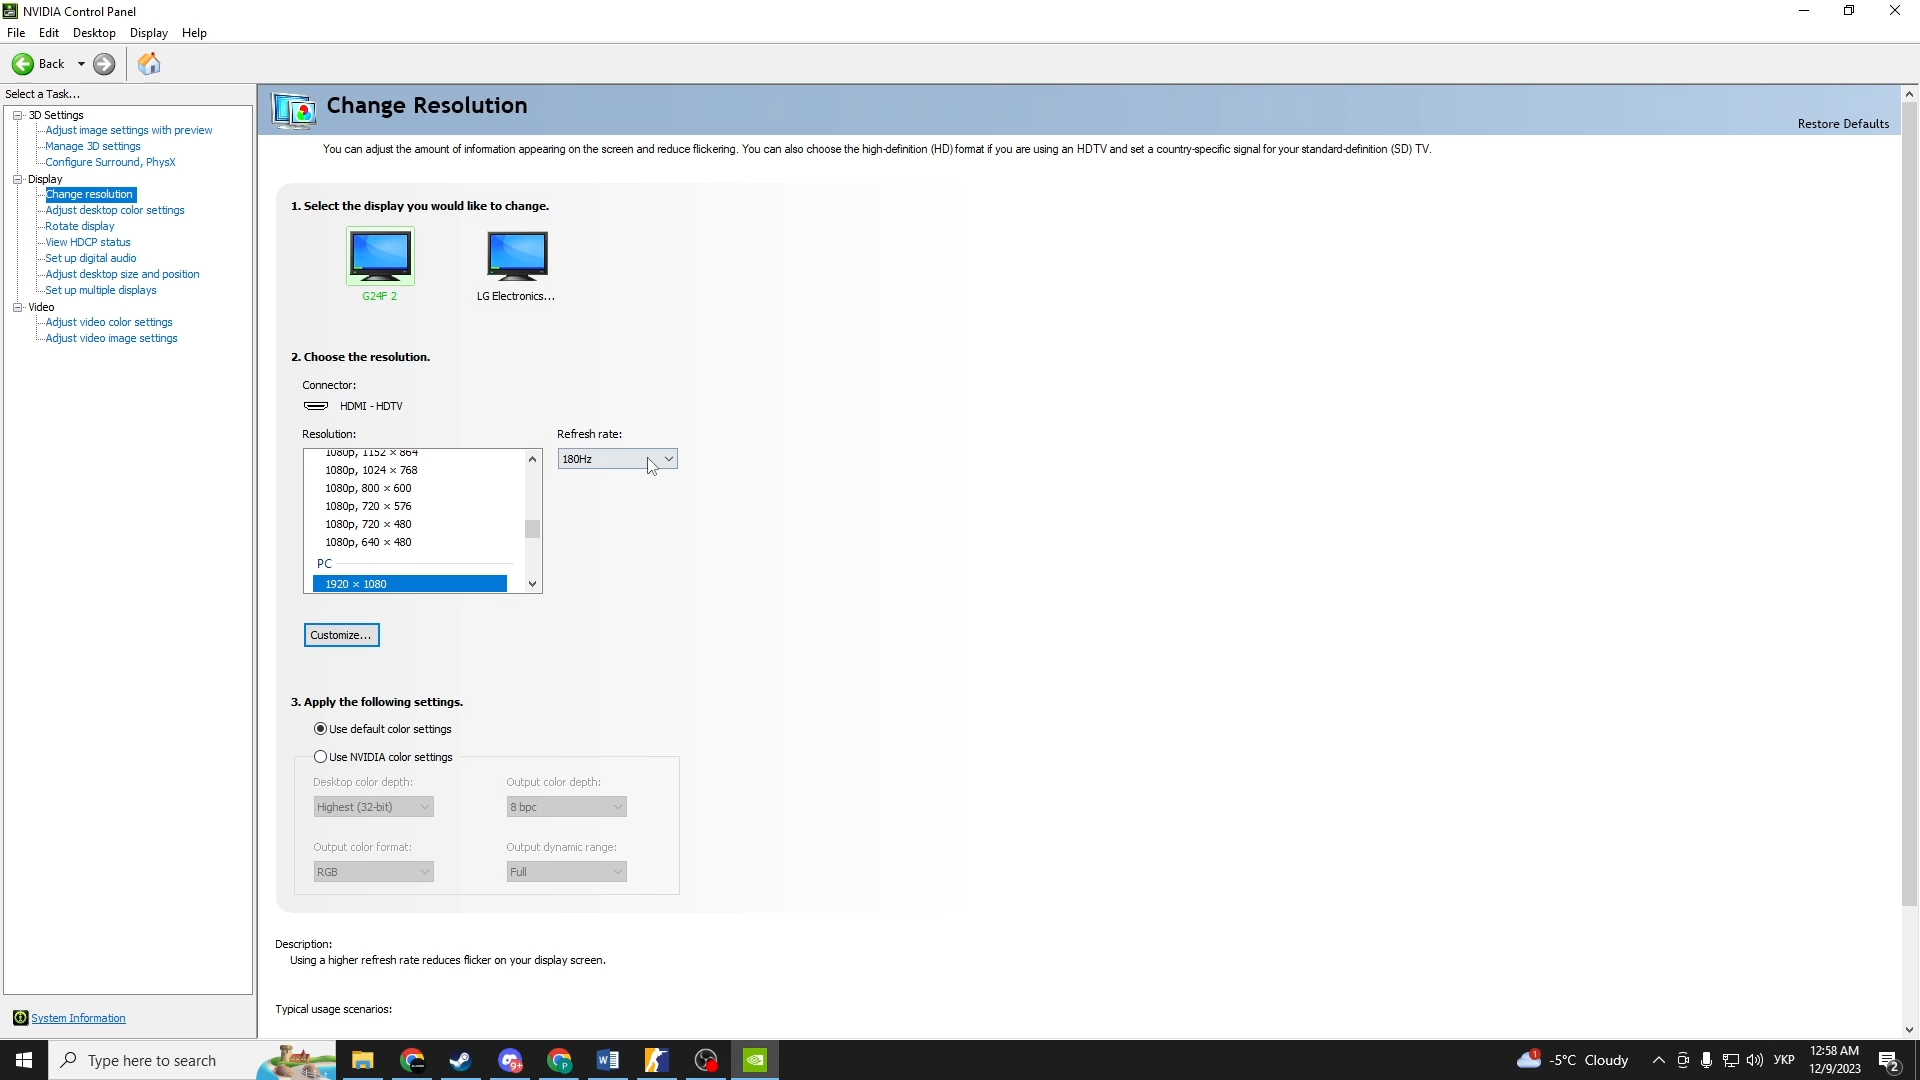 NVIDIA Control Panel
File Edit Desktop Display Help
Back
Select a Task...
3D Settings
Adjust image settings with preview
Manage 3D settings
Configure Surround, PhysX
Display
Change resolution
Adjust desktop color settings
Rotate display
View HDCP status
Set up digital audio
Adjust desktop size and position
Set up multiple displays
Video
Adjust video color settings
Adjust video image settings
System Information
Change Resolution
Restore Defaults
You can adjust the amount of information appearing on the screen and reduce flickering. You can also choose the high-definition (HD) format if you are using an HDTV and set a country-specific signal for your standard-definition (SD) TV.
1. Select the display you would like to change.
G24F 2
LG Electronics...
2. Choose the resolution.
Connector:
HDMI - HDTV
Resolution:
Refresh rate:
1080p, 1152 × 864
180Hz
1080p, 1024 × 768
1080p, 800 × 600
1080p, 720 × 576
1080p, 720 × 480
1080p, 640 × 480
PC
1920 × 1080
Customize...
3. Apply the following settings.
Use default color settings
Use NVIDIA color settings
Desktop color depth:
Output color depth:
Highest (32-bit)
8 bpc
Output color format:
Output dynamic range:
RGB
Full
Description:
Using a higher refresh rate reduces flicker on your display screen.
Typical usage scenarios:
Type here to search
9+
P
1
-5°C Cloudy
УКР
12:58 AM
12/9/2023
2